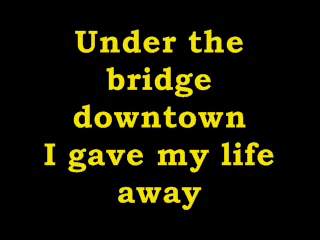 Under the
bridge
downtown
I gave my life
away